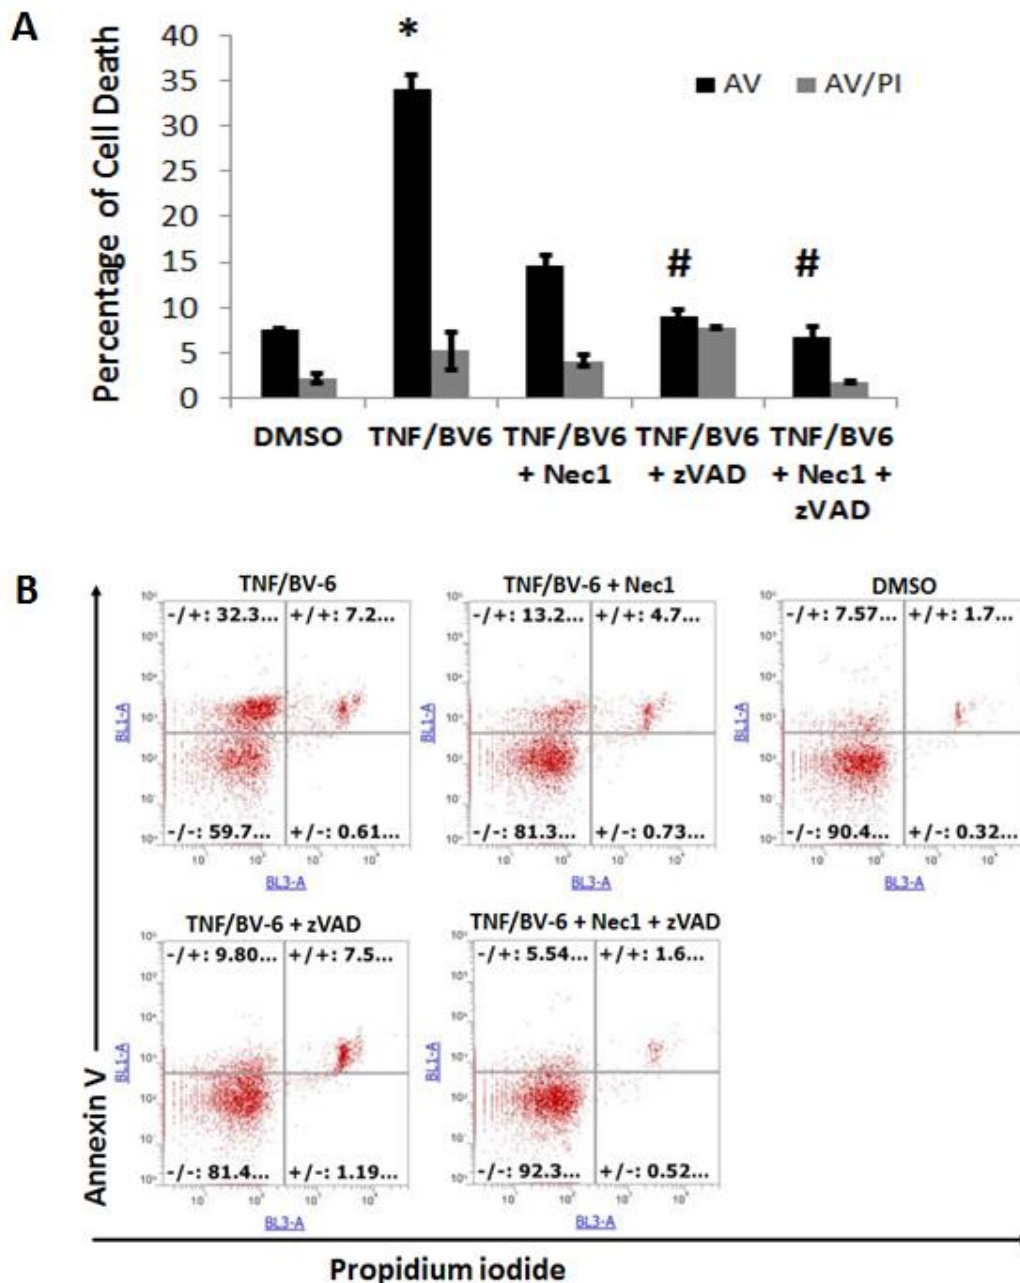 A
Percentage of Cell Death
40
35
30
25
20
15
10
5
0
*
#
#
AV
AV/PI
DMSO
TNF/BV6
TNF/BV6
+ Nec1
TNF/BV6
+ zVAD
TNF/BV6
+ Nec1 +
zVAD
B
Annexin V
TNF/BV-6
-/+: 32.3... +/+: 7.2...
-/-: 59.7... +/-: 0.61...
BL1-A
BL3-A
TNF/BV-6 + Nec1
-/+: 13.2... +/+: 4.7...
-/-: 81.3... +/-: 0.73...
BL1-A
BL3-A
DMSO
-/+: 7.57... +/+: 1.7...
-/-: 90.4... +/-: 0.32...
BL1-A
BL3-A
TNF/BV-6 + zVAD
-/+: 9.80... +/+: 7.5...
-/-: 81.4... +/-: 1.19...
BL1-A
BL3-A
TNF/BV-6 + Nec1 + zVAD
-/+: 5.54... +/+: 1.6...
-/-: 92.3... +/-: 0.52...
BL1-A
BL3-A
Propidium iodide